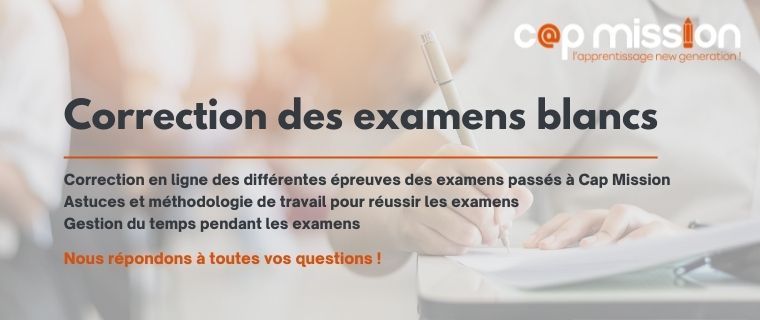 c@p mission
l'apprentissage new generation !
Correction des examens blancs
Correction en ligne des différentes épreuves des examens passés à Cap Mission
Astuces et méthodologie de travail pour réussir les examens
Gestion du temps pendant les examens
Nous répondons à toutes vos questions !